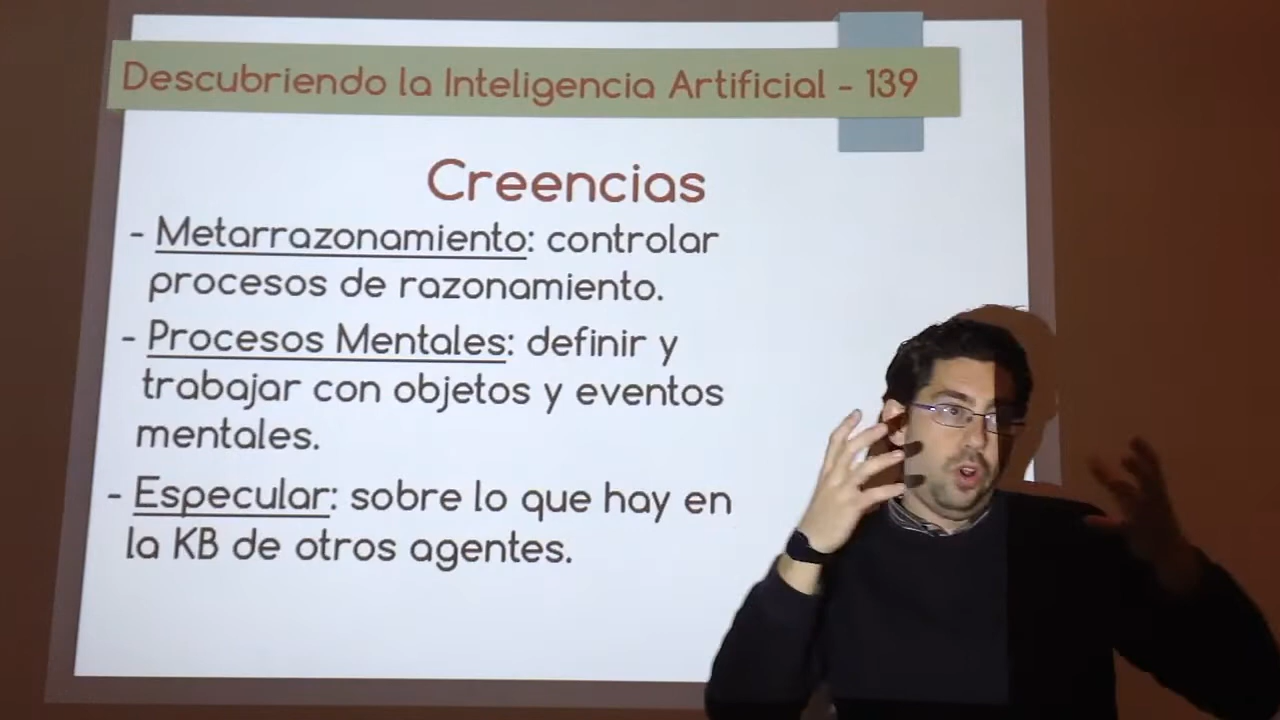 Descubriendo la Inteligencia Artificial - 139
Creencias
- Metarrazonamiento: controlar
procesos de razonamiento.
- Procesos Mentales: definir y
trabajar con objetos y eventos
mentales.
- Especular: sobre lo que hay en
la KB de otros agentes.